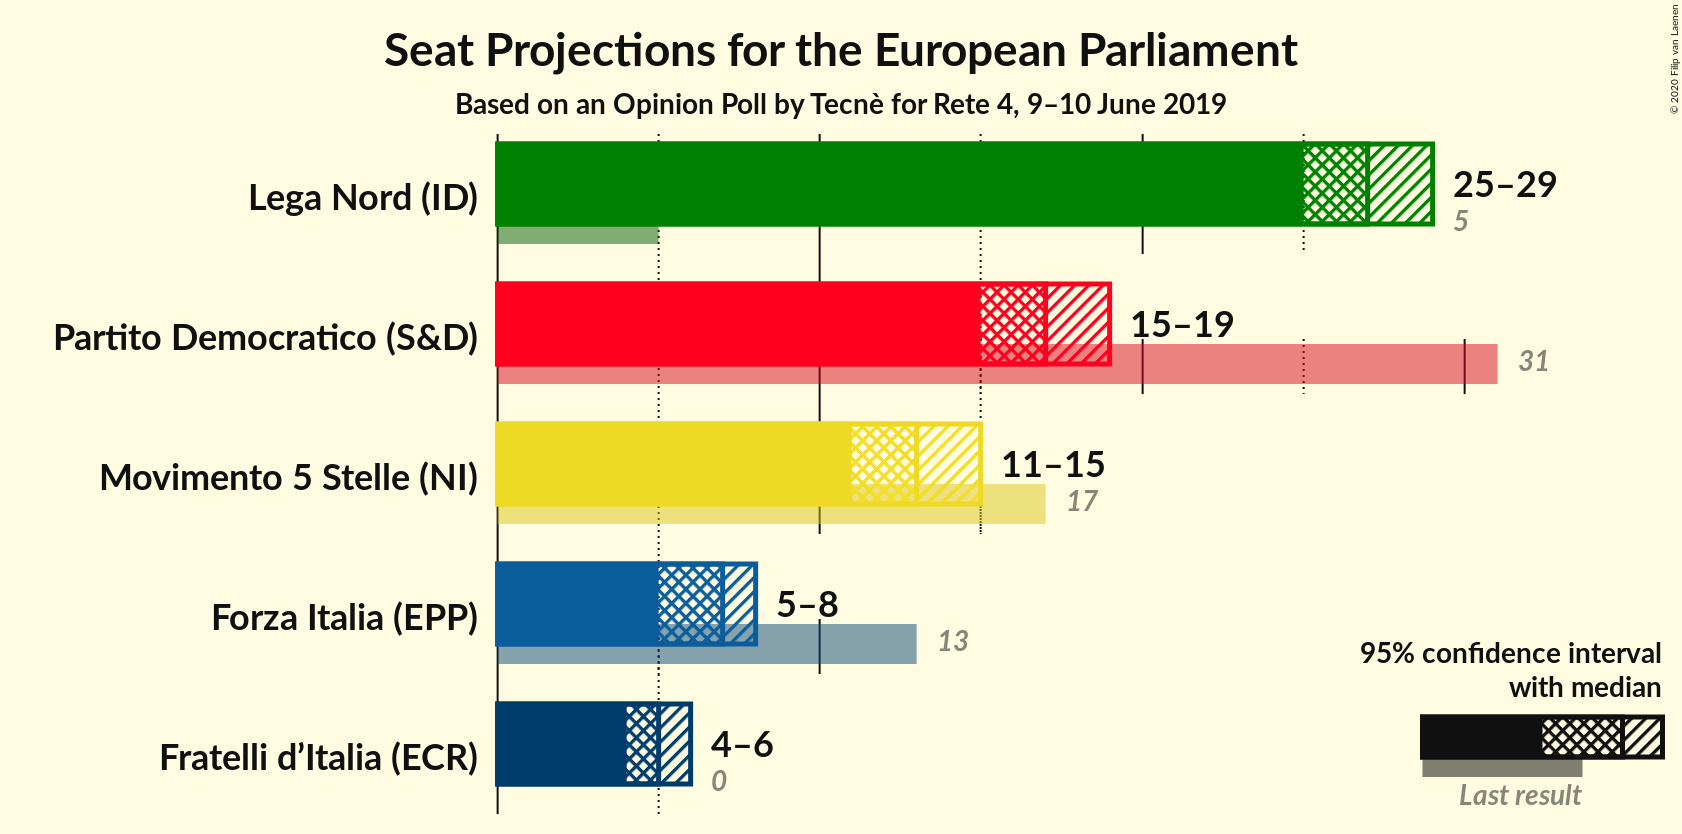 Seat Projections for the European Parliament
Based on an Opinion Poll by Tecnè for Rete 4, 9–10 June 2019
© 2020 Filip van Laenen
Lega Nord (ID)
25–29
5
Partito Democratico (S&D)
15–19
31
Movimento 5 Stelle (NI)
11–15
17
Forza Italia (EPP)
5–8
13
Fratelli d’Italia (ECR)
4–6
0
95% confidence interval
with median
Last result